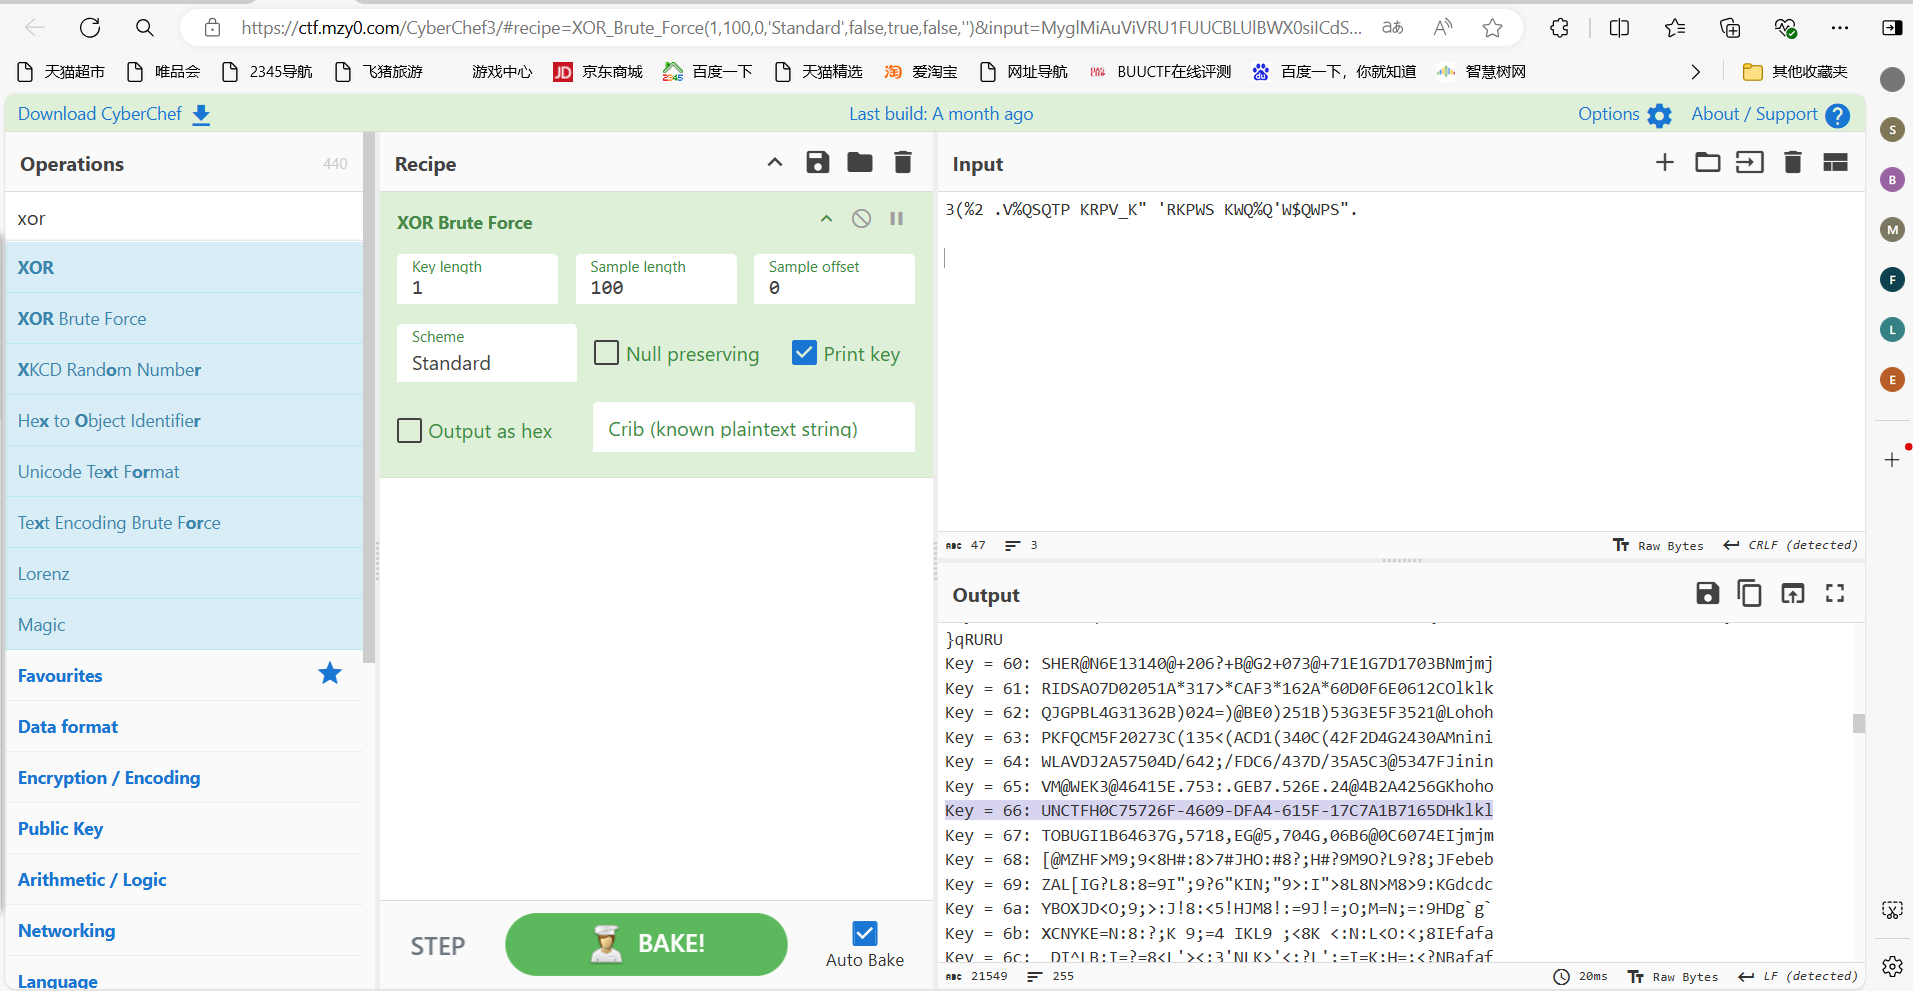 https://ctf.mzy0.com/CyberChef3/#recipe=XOR_Brute_Force(1,100,0,'Standard',false,true,false,'')&input=MyglMiAuViVRU1FUUCBLUlBWX0siICdS...
天猫超市 唯品会 2345导航 飞猪旅游 游戏中心 京东商城 百度一下 天猫精选 爱淘宝 网址导航 BUUCTF在线评测 百度一下，你就知道 智慧树网 其他收藏夹
Download CyberChef
Last build: A month ago
Options
About / Support
Operations
440
xor
XOR
XOR Brute Force
XKCD Random Number
Hex to Object Identifier
Unicode Text Format
Text Encoding Brute Force
Lorenz
Magic
Favourites
Data format
Encryption / Encoding
Public Key
Arithmetic / Logic
Networking
Language
Recipe
XOR Brute Force
Key length
1
Sample length
100
Sample offset
0
Scheme
Standard
Null preserving
Print key
Output as hex
Crib (known plaintext string)
STEP
BAKE!
Auto Bake
Input
3(%2 .V%QSQTP KRPV_K" 'RKPWS KWQ%Q'W$QWPS".
ABC 47 3
Raw Bytes
CRLF (detected)
Output
}qRURU
Key = 60: SHER@N6E13140@+206?+B@G2+073@+71E1G7D1703BNmjmj
Key = 61: RIDSAO7D02051A*317>*CAF3*162A*60D0F6E0612COlklk
Key = 62: QJGPBL4G31362B)024=)@BE0)251B)53G3E5F3521@Lohoh
Key = 63: PKFQCM5F20273C(135<(ACD1(340C(42F2D4G2430AMnini
Key = 64: WLAVDJ2A57504D/642;/FDC6/437D/35A5C3@5347FJinin
Key = 65: VM@WEK3@46415E.753:.GEB7.526E.24@4B2A4256GKhoho
Key = 66: UNCTFH0C75726F-4609-DFA4-615F-17C7A1B7165DHklkl
Key = 67: TOBUGI1B64637G,5718,EG@5,704G,06B6@0C6074EIjmjm
Key = 68: [@MZHF>M9;9<8H#:8>7#JHO:#8?;H#?9M9O?L9?8;JFebeb
Key = 69: ZAL[IG?L8:8=9I";9?6"KIN;"9>:I">8L8N>M8>9:KGdcdc
Key = 6a: YBOXJD<O;9;>:J!8:<5!HJM8!:=9J!=;O;M=N;=:9HDg`g`
Key = 6b: XCNYKE=N:8:?;K 9;=4 IKL9 ;<8K <:N:L<O:<;8IEfafa
ABC 21549 255
20ms
Raw Bytes
LF (detected)
S
B
M
F
L
E